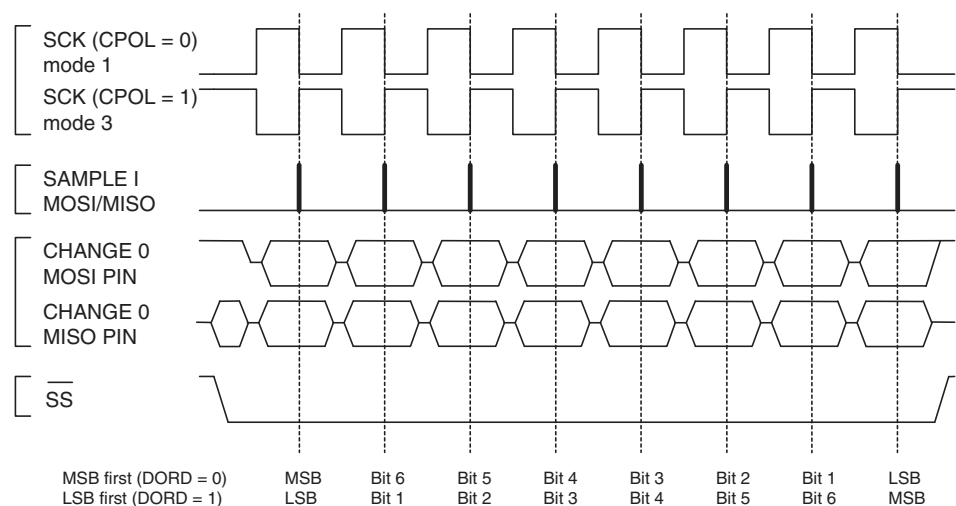 SCK (CPOL = 0)
mode 1
SCK (CPOL = 1)
mode 3
SAMPLE I
MOSI/MISO
CHANGE 0
MOSI PIN
CHANGE 0
MISO PIN
SS
MSB first (DORD = 0) MSB Bit 6 Bit 5 Bit 4 Bit 3 Bit 2 Bit 1 LSB
LSB first (DORD = 1) LSB Bit 1 Bit 2 Bit 3 Bit 4 Bit 5 Bit 6 MSB